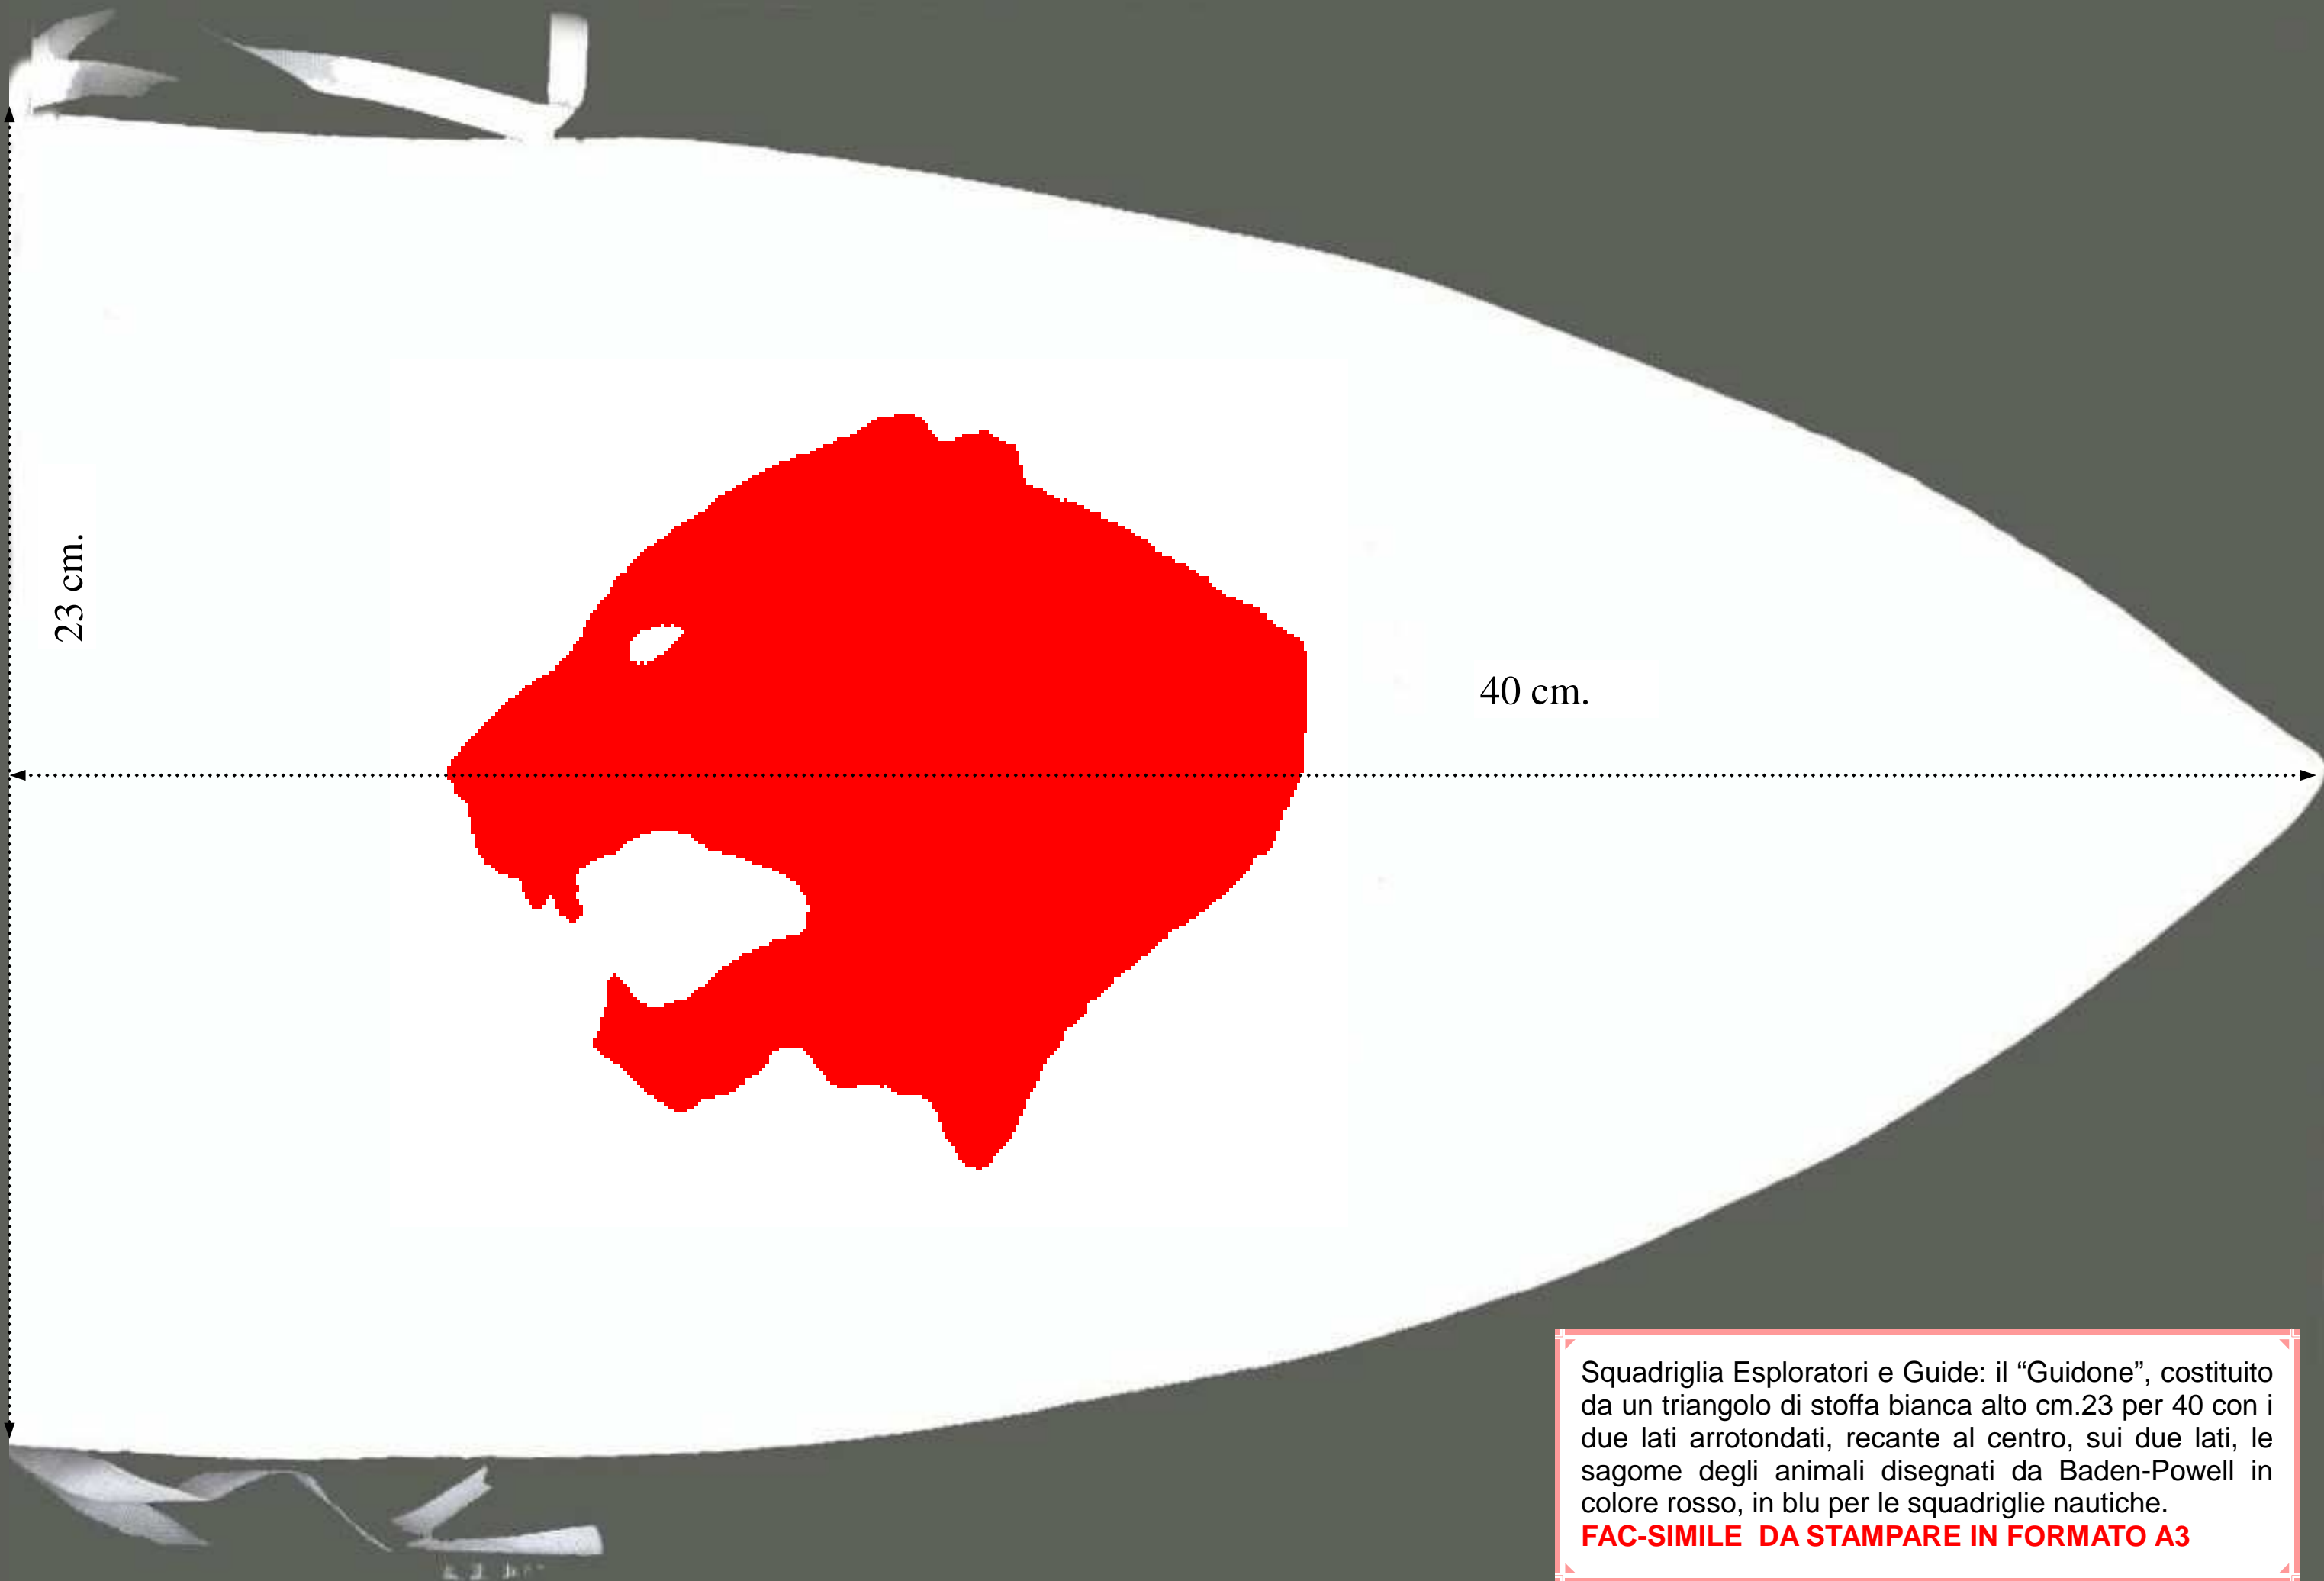 23 cm.
40 cm.
Squadriglia Esploratori e Guide: il “Guidone”, costituito
da un triangolo di stoffa bianca alto cm.23 per 40 con i
due lati arrotondati, recante al centro, sui due lati, le
sagome degli animali disegnati da Baden-Powell in
colore rosso, in blu per le squadriglie nautiche.
FAC-SIMILE DA STAMPARE IN FORMATO A3